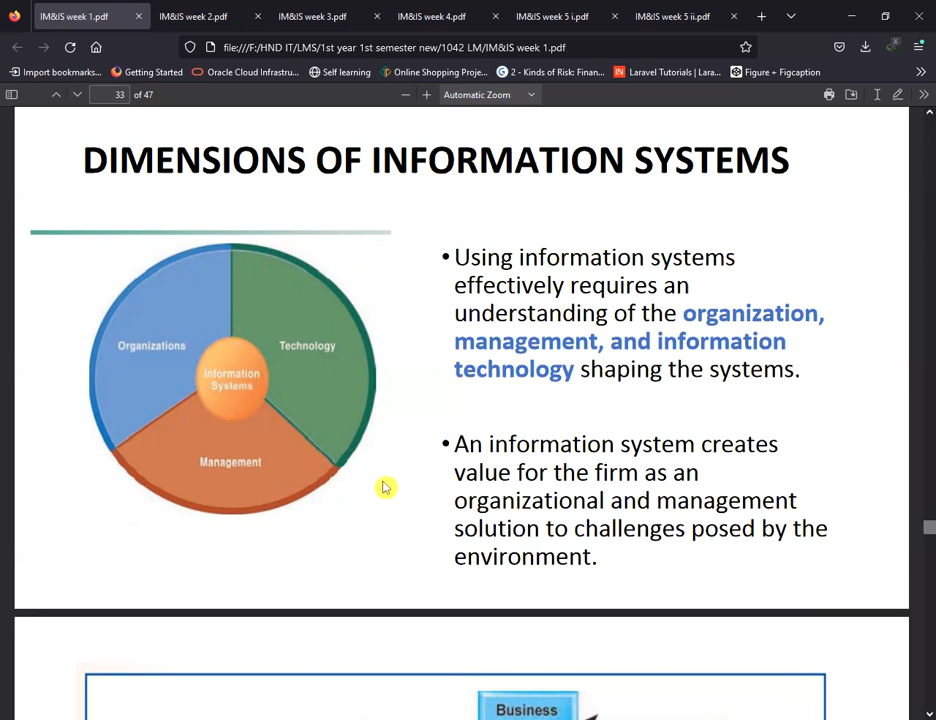 IM&IS week 1.pdf
IM&IS week 2.pdf
IM&IS week 3.pdf
IM&IS week 4.pdf
IM&IS week 5 i.pdf
IM&IS week 5 ii.pdf
file:///F:/HND IT/LMS/1st year 1st semester new/1042 LM/IM&IS week 1.pdf
Import bookmarks...
Getting Started
Oracle Cloud Infrastru...
Self learning
Online Shopping Proje...
2 - Kinds of Risk: Finan...
Laravel Tutorials | Lara...
Figure + Figcaption
33 of 47
Automatic Zoom
DIMENSIONS OF INFORMATION SYSTEMS
Organizations
Technology
Information
Systems
Management
• Using information systems
effectively requires an
understanding of the organization,
management, and information
technology shaping the systems.
• An information system creates
value for the firm as an
organizational and management
solution to challenges posed by the
environment.
Business